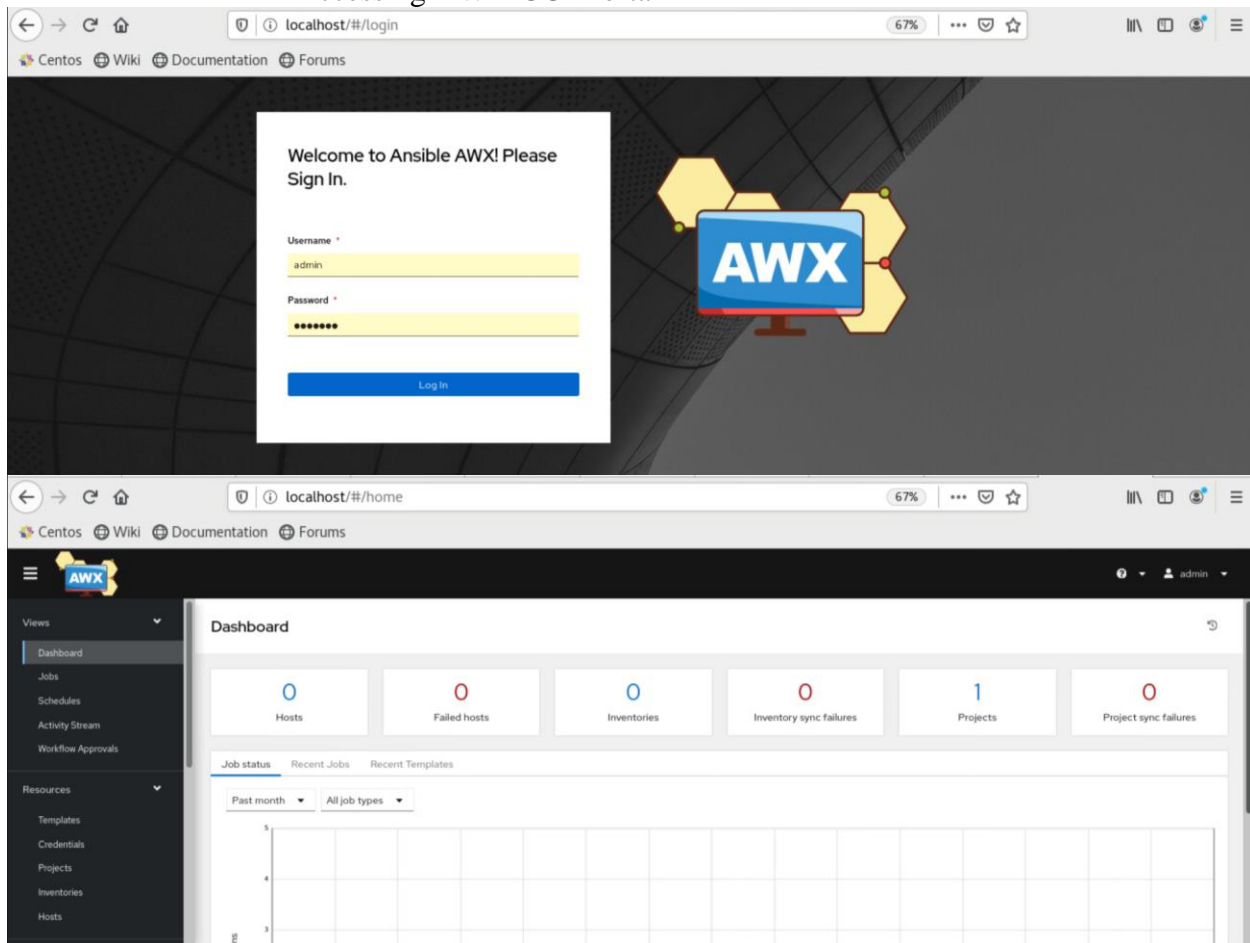 localhost/#/login
67%
Centos Wiki Documentation Forums
Welcome to Ansible AWX! Please
Sign In.
Username *
admin
Password *
•••••••
Log In
AWX
localhost/#/home
67%
Centos Wiki Documentation Forums
AWX
admin
Views
Dashboard
Jobs
Schedules
Activity Stream
Workflow Approvals
Resources
Templates
Credentials
Projects
Inventories
Hosts
Dashboard
0 0 0 0 1 0
Hosts Failed hosts Inventories Inventory sync failures Projects Project sync failures
Job status Recent Jobs Recent Templates
Past month All job types
5
4
3